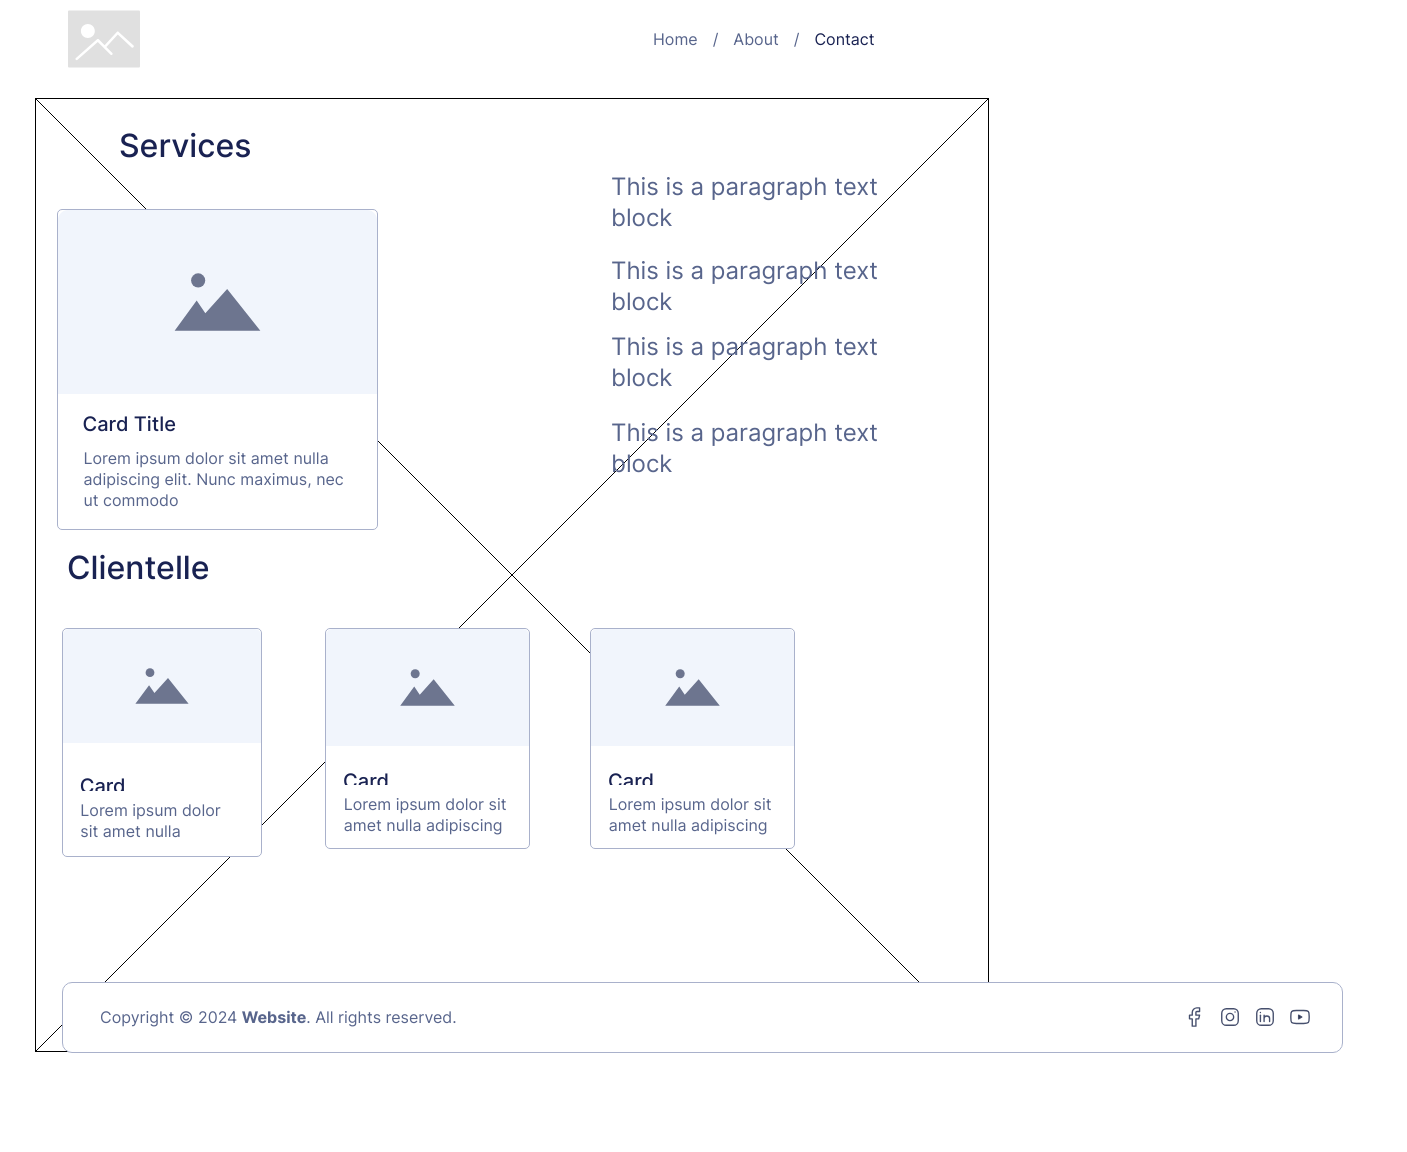 Home / About / Contact
Services
This is a paragraph text
block
This is a paragraph text
block
This is a paragraph text
block
This is a paragraph text
block
Card Title
Lorem ipsum dolor sit amet nulla
adipiscing elit. Nunc maximus, nec
ut commodo
Clientelle
Card
Lorem ipsum dolor
sit amet nulla
Card
Lorem ipsum dolor sit
amet nulla adipiscing
Card
Lorem ipsum dolor sit
amet nulla adipiscing
Copyright © 2024 Website. All rights reserved.